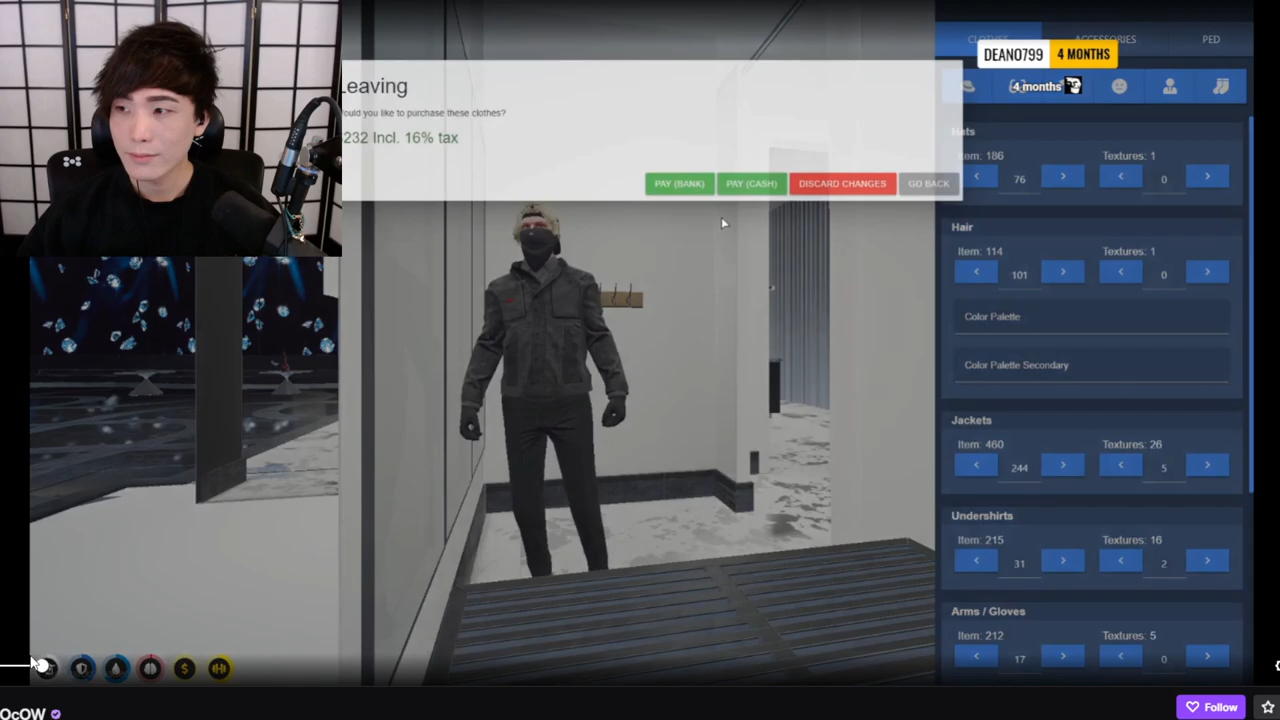 CLOTHES ACCESSORIES PED
DEANO799 4 MONTHS
4 months
Leaving
ould you like to purchase these clothes?
232 Incl. 16% tax
PAY (BANK) PAY (CASH) DISCARD CHANGES GO BACK
Hats
Item: 186 Textures: 1
76 0
Hair
Item: 114 Textures: 1
101 0
Color Palette
Color Palette Secondary
Jackets
Item: 460 Textures: 26
244 5
Undershirts
Item: 215 Textures: 16
31 2
Arms / Gloves
Item: 212 Textures: 5
17 0
OcOW
Follow